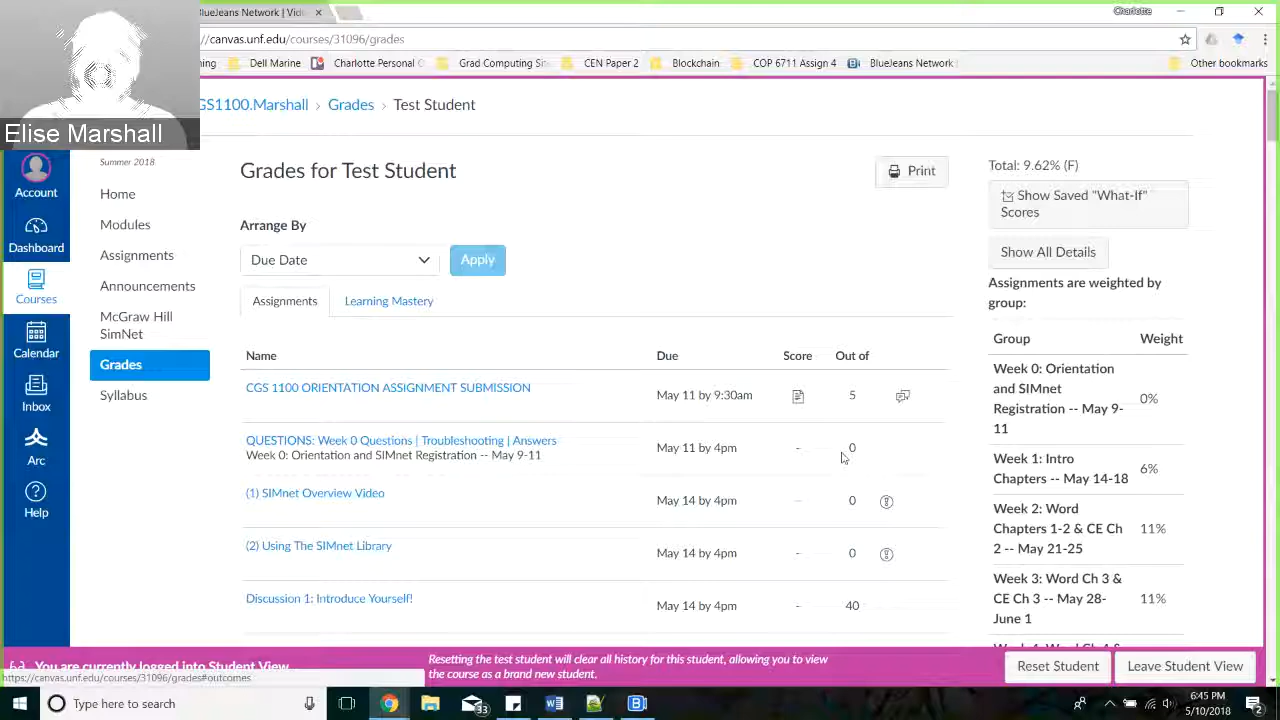 BlueJeans Network | Vide
Charlotte
//canvas.unf.edu/courses/31096/grades
ning
Dell Marine
Charlotte Personal C
Grad Computing Sit
CEN Paper 2
Blockchain
COP 6711 Assign 4
BlueJeans Network |
Other bookmarks
Elise Marshall
GS1100.Marshall > Grades > Test Student
Account
Dashboard
Courses
Calendar
33
Inbox
Arc
Help
Summer 2018
Home
Modules
Assignments
Announcements
McGraw Hill
SimNet
Grades
Syllabus
Grades for Test Student
Print
Arrange By
Due Date
Apply
Assignments
Learning Mastery
Name Due Score Out of
CGS 1100 ORIENTATION ASSIGNMENT SUBMISSION May 11 by 9:30am 5
QUESTIONS: Week 0 Questions | Troubleshooting | Answers
Week 0: Orientation and SIMnet Registration -- May 9-11
May 11 by 4pm - 0
(1) SIMnet Overview Video May 14 by 4pm - 0
(2) Using The SIMnet Library May 14 by 4pm - 0
Discussion 1: Introduce Yourself! May 14 by 4pm - 40
Total: 9.62% (F)
Show Saved "What-If"
Scores
Show All Details
Assignments are weighted by
group:
Group Weight
Week 0: Orientation
and SIMnet
Registration -- May 9-
11
0%
Week 1: Intro
Chapters -- May 14-18
6%
Week 2: Word
Chapters 1-2 & CE Ch
2 -- May 21-25
11%
Week 3: Word Ch 3 &
CE Ch 3 -- May 28-
June 1
11%
You are currently logged into Student View
Resetting the test student will clear all history for this student, allowing you to view
the course as a brand new student.
Reset Student
Leave Student View
https://canvas.unf.edu/courses/31096/grades#outcomes
Type here to search
6:45 PM
5/10/2018
2